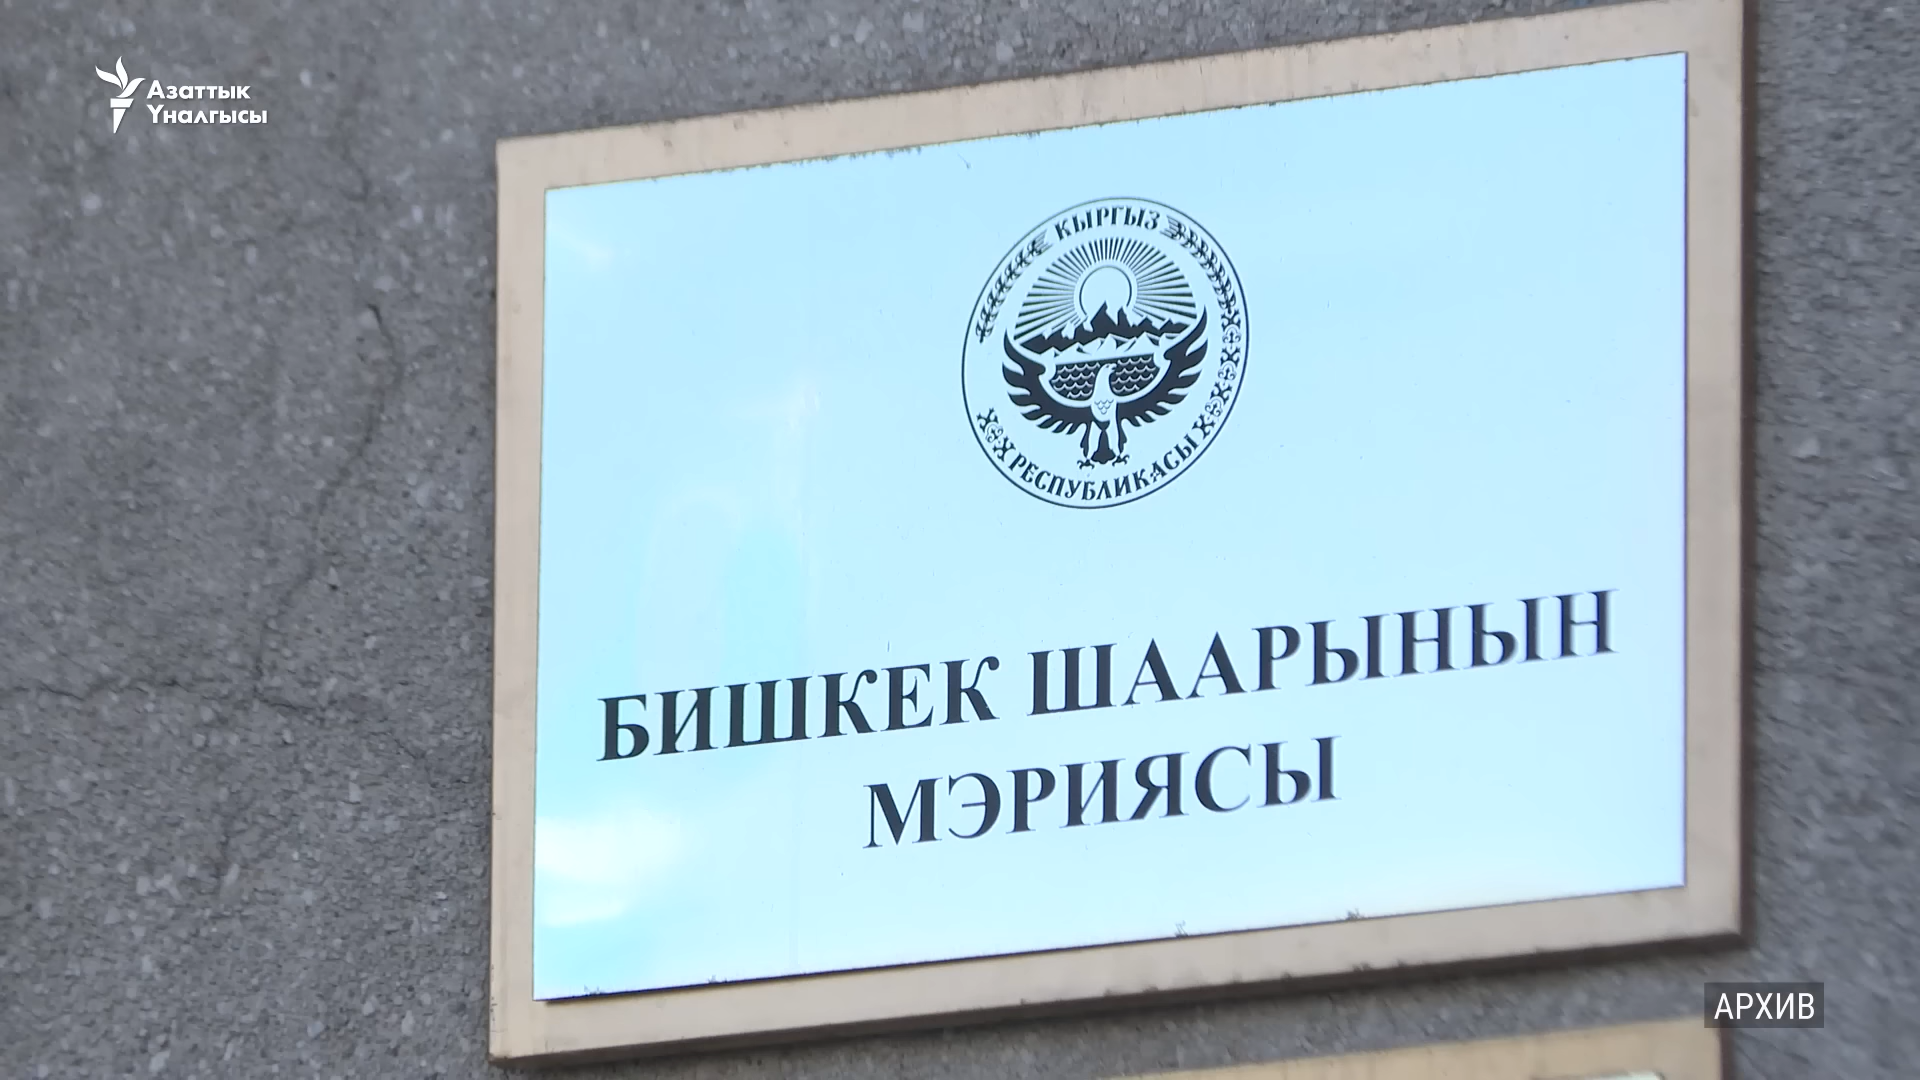 Азаттык
Үналгысы
КЫРГЫЗ
РЕСПУБЛИКАСЫ
БИШКЕК ШААРЫНЫН
МЭРИЯСЫ
АРХИВ